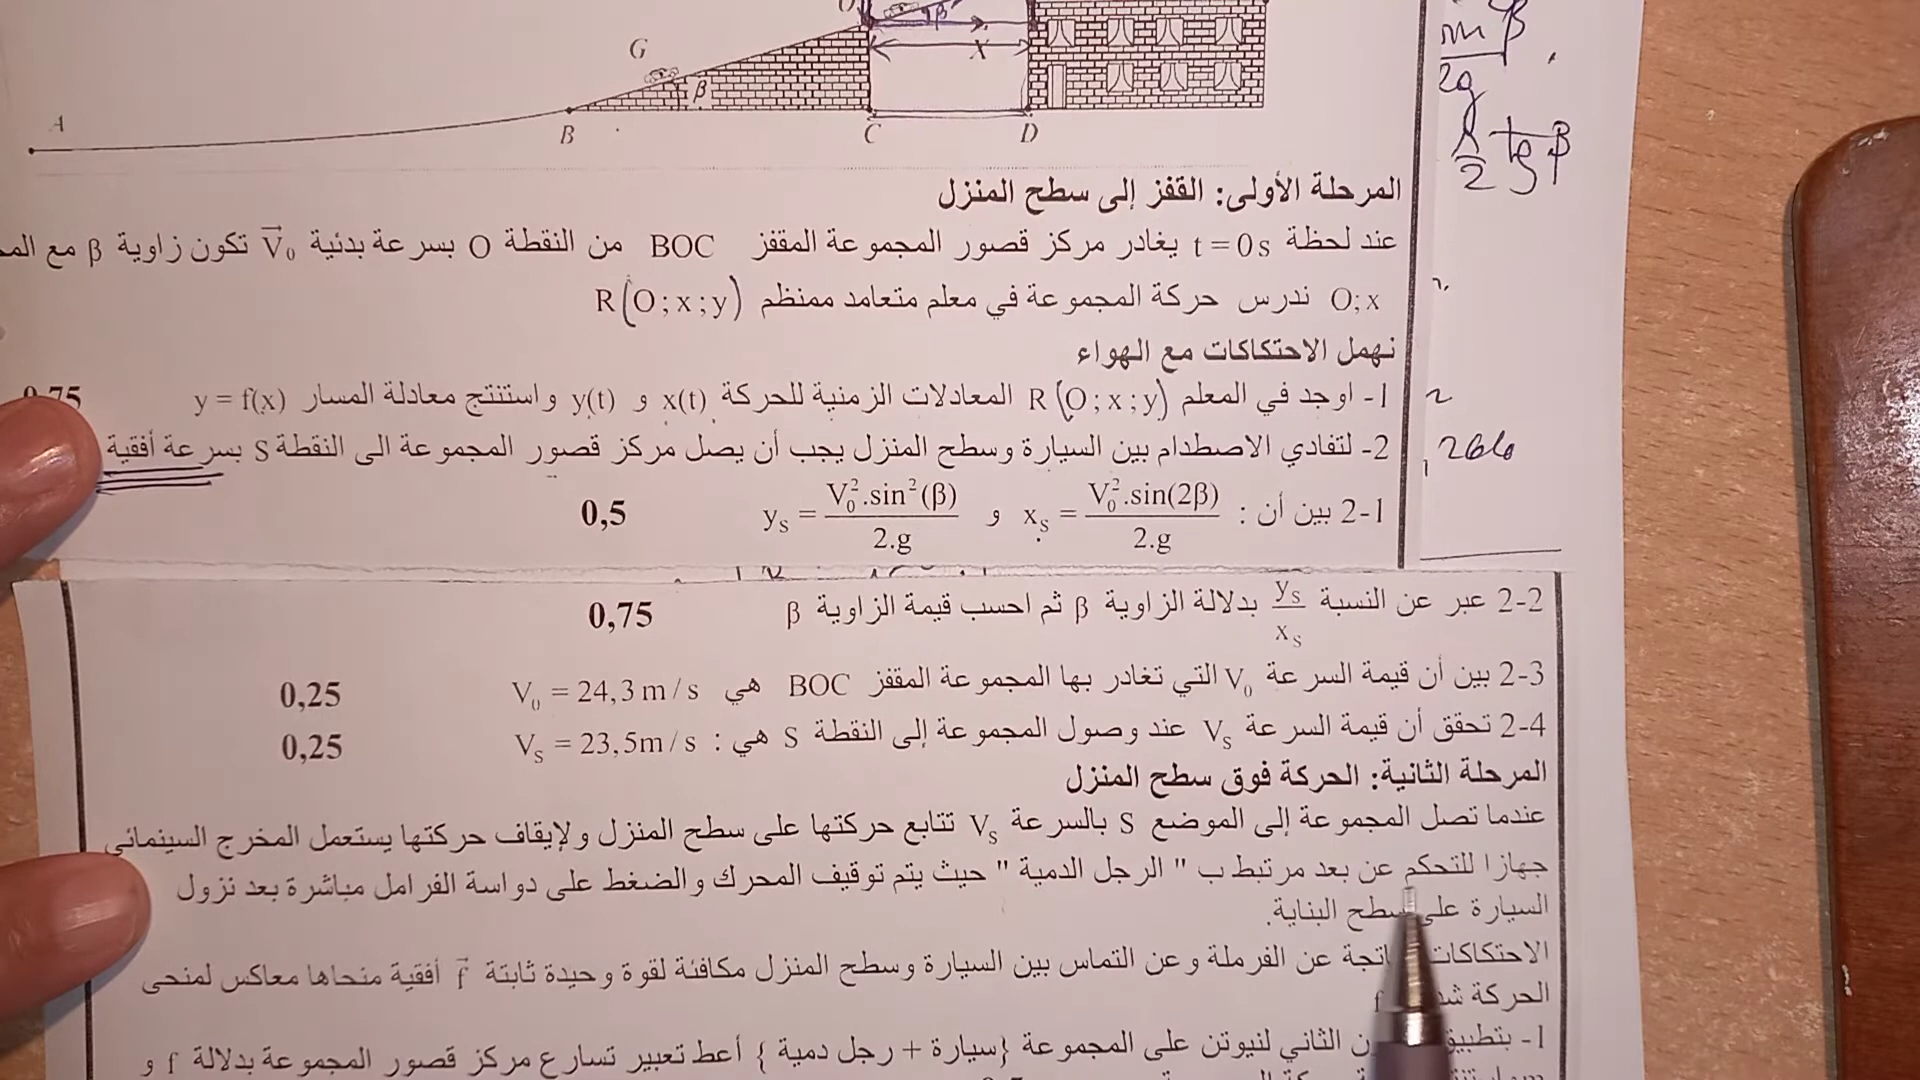 G
β
X
β
A
B
C
D
2g
tg β
2
المرحلة الأولى: القفز إلى سطح المنزل
عند لحظة t = 0 s يغادر مركز قصور المجموعة المقفز BOC من النقطة O بسرعة بدئية V₀ تكون زاوية β مع
O; x ندرس حركة المجموعة في معلم متعامد ممنظم R(O; x; y)
نهمل الاحتكاكات مع الهواء
1- اوجد في المعلم R(O; x; y) المعادلات الزمنية للحركة x(t) و y(t) واستنتج معادلة المسار y = f(x) 0,75
2- لتفادي الاصطدام بين السيارة وسطح المنزل يجب أن يصل مركز قصور المجموعة الى النقطة S بسرعة أفقية
2-1 بين أن : x_S = V₀².sin(2β) / 2.g و y_S = V₀².sin²(β) / 2.g 0,5
2-2 عبر عن النسبة y_S / x_S بدلالة الزاوية β ثم احسب قيمة الزاوية β 0,75
2-3 بين أن قيمة السرعة V₀ التي تغادر بها المجموعة المقفز BOC هي V₀ = 24,3 m / s 0,25
2-4 تحقق أن قيمة السرعة V_S عند وصول المجموعة إلى النقطة S هي : V_S = 23,5m / s 0,25
المرحلة الثانية: الحركة فوق سطح المنزل
عندما تصل المجموعة إلى الموضع S بالسرعة V_S تتابع حركتها على سطح المنزل ولإيقاف حركتها يستعمل المخرج السينمائي
جهازا للتحكم عن بعد مرتبط ب " الرجل الدمية " حيث يتم توقيف المحرك والضغط على دواسة الفرامل مباشرة بعد نزول
السيارة على سطح البناية.
الاحتكاكات عن الفرملة وعن التماس بين السيارة وسطح المنزل مكافئة لقوة وحيدة ثابتة f أفقية منحاها معاكس لمنحى
الحركة f
1- الثاني لنيوتن على المجموعة {سيارة + رجل دمية } أعط تعبير تسارع مركز قصور المجموعة بدلالة f و